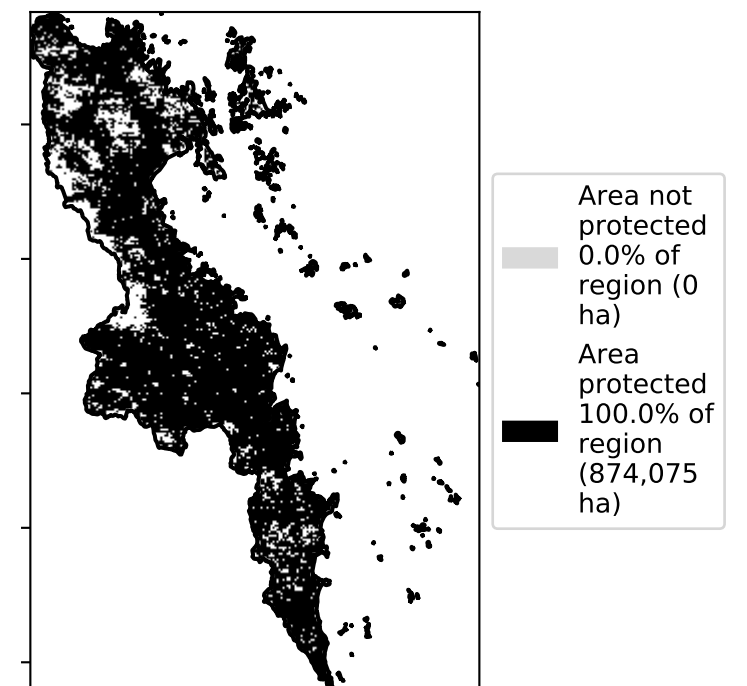 Area not
protected
0.0% of
region (0
ha)
Area
protected
100.0% of
region
(874,075
ha)